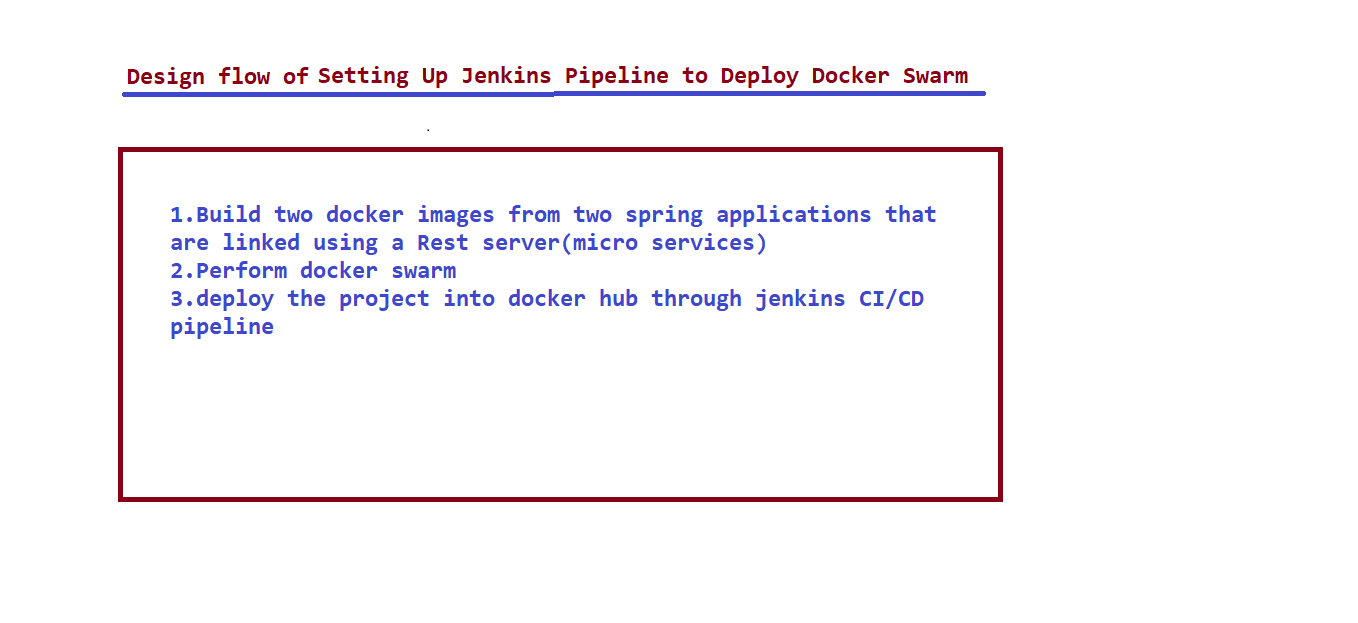 Design flow of Setting Up Jenkins Pipeline to Deploy Docker Swarm
1.Build two docker images from two spring applications that
are linked using a Rest server(micro services)
2.Perform docker swarm
3.deploy the project into docker hub through jenkins CI/CD
pipeline